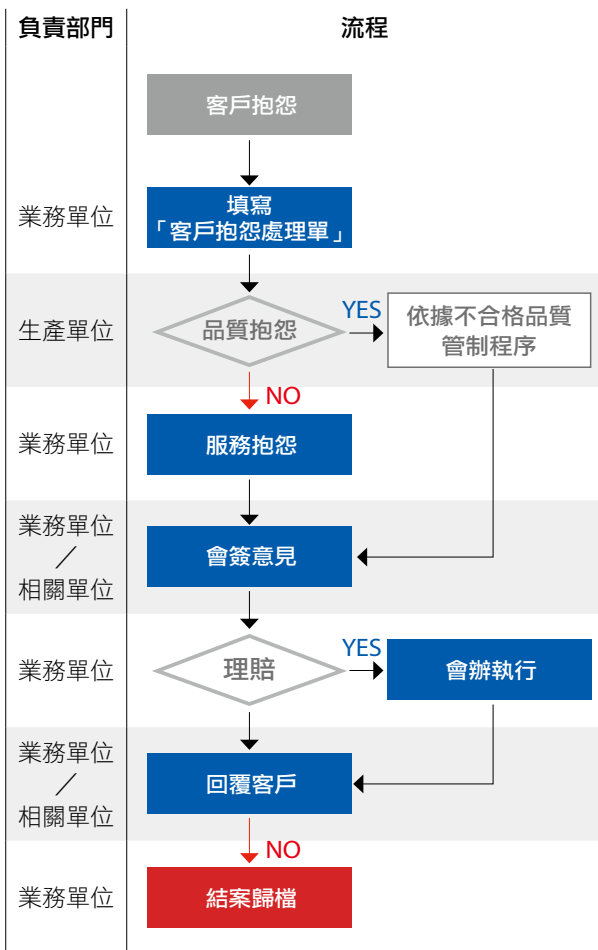 負責部門
流程
客戶抱怨
業務單位
填寫
「客戶抱怨處理單」
生產單位
品質抱怨
YES
依據不合格品質
管制程序
NO
業務單位
服務抱怨
業務單位
／
相關單位
會簽意見
業務單位
理賠
YES
會辦執行
業務單位
／
相關單位
回覆客戶
NO
業務單位
結案歸檔